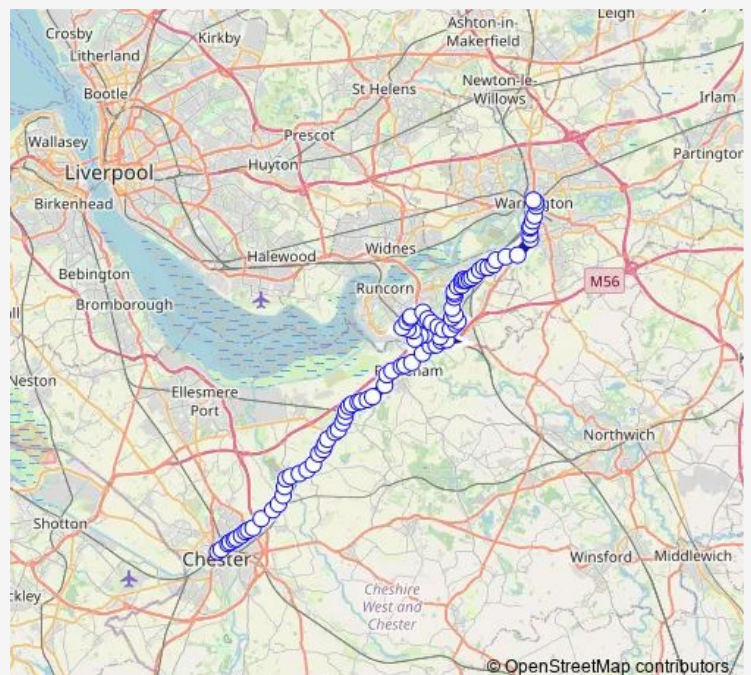 Leigh
Ashton-in-
Makerfield
Crosby
Kirkby
Litherland
Newton-le-
Willows
Bootle
St Helens
Irlam
Prescot
Wallasey
Huyton
Partington
Liverpool
Birkenhead
Warrington
Halewood
Widnes
Bebington
Runcorn
M56
Bromborough
Neston
Ellesmere
Port
Northwich
Shotton
Chester
Winsford
Middlewich
Cheshire
West and
Chester
ckley
© OpenStreetMap contributors